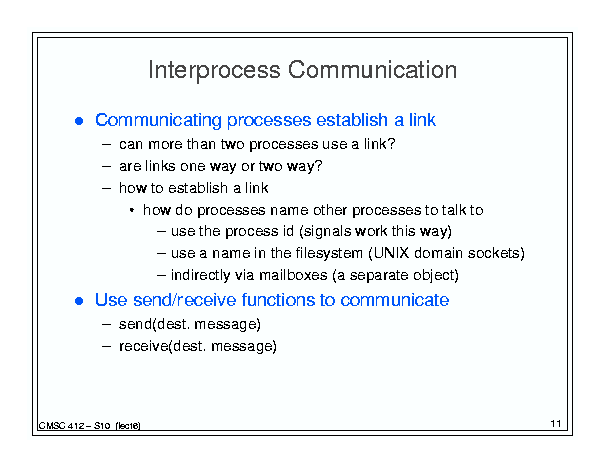 Interprocess Communication
● Communicating processes establish a link
– can more than two processes use a link?
– are links one way or two way?
– how to establish a link
• how do processes name other processes to talk to
– use the process id (signals work this way)
– use a name in the filesystem (UNIX domain sockets)
– indirectly via mailboxes (a separate object)
● Use send/receive functions to communicate
– send(dest. message)
– receive(dest. message)
CMSC 412 – S10 (lect6)
11